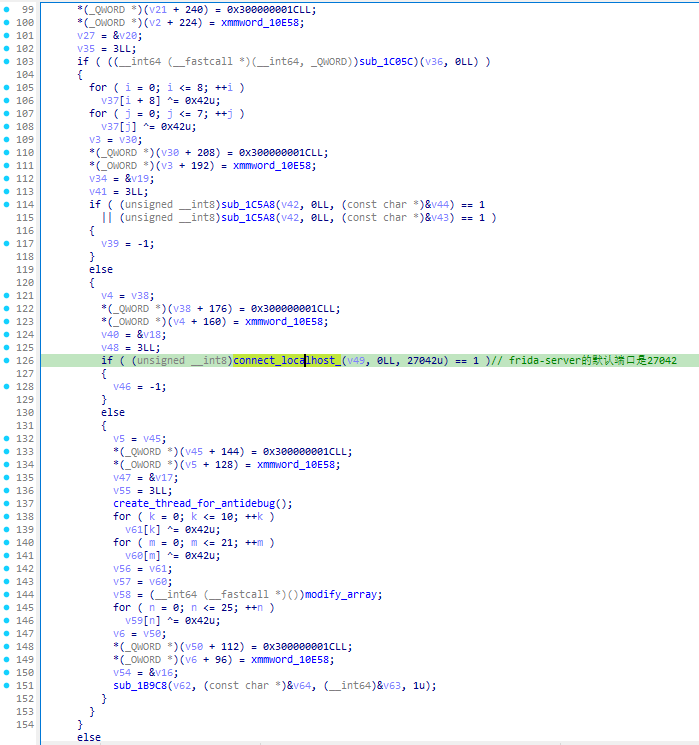 99 *(_QWORD *)(v21 + 240) = 0x300000001CLL;
100 *(_OWORD *)(v2 + 224) = xmmword_10E58;
101 v27 = &v20;
102 v35 = 3LL;
103 if ( ((__int64 (__fastcall *)(__int64, _QWORD))sub_1C05C)(v36, 0LL) )
104 {
105 for ( i = 0; i <= 8; ++i )
106 v37[i + 8] ^= 0x42u;
107 for ( j = 0; j <= 7; ++j )
108 v37[j] ^= 0x42u;
109 v3 = v30;
110 *(_QWORD *)(v30 + 208) = 0x300000001CLL;
111 *(_OWORD *)(v3 + 192) = xmmword_10E58;
112 v34 = &v19;
113 v41 = 3LL;
114 if ( (unsigned __int8)sub_1C5A8(v42, 0LL, (const char *)&v44) == 1
115 || (unsigned __int8)sub_1C5A8(v42, 0LL, (const char *)&v43) == 1 )
116 {
117 v39 = -1;
118 }
119 else
120 {
121 v4 = v38;
122 *(_QWORD *)(v38 + 176) = 0x300000001CLL;
123 *(_OWORD *)(v4 + 160) = xmmword_10E58;
124 v40 = &v18;
125 v48 = 3LL;
126 if ( (unsigned __int8)connect_localhost_(v49, 0LL, 27042u) == 1 )// frida-server的默认端口是27042
127 {
128 v46 = -1;
129 }
130 else
131 {
132 v5 = v45;
133 *(_QWORD *)(v45 + 144) = 0x300000001CLL;
134 *(_OWORD *)(v5 + 128) = xmmword_10E58;
135 v47 = &v17;
136 v55 = 3LL;
137 create_thread_for_antidebug();
138 for ( k = 0; k <= 10; ++k )
139 v61[k] ^= 0x42u;
140 for ( m = 0; m <= 21; ++m )
141 v60[m] ^= 0x42u;
142 v56 = v61;
143 v57 = v60;
144 v58 = (__int64 (__fastcall *)())modify_array;
145 for ( n = 0; n <= 25; ++n )
146 v59[n] ^= 0x42u;
147 v6 = v50;
148 *(_QWORD *)(v50 + 112) = 0x300000001CLL;
149 *(_OWORD *)(v6 + 96) = xmmword_10E58;
150 v54 = &v16;
151 sub_1B9C8(v62, (const char *)&v64, (__int64)&v63, 1u);
152 }
153 }
154 }
else